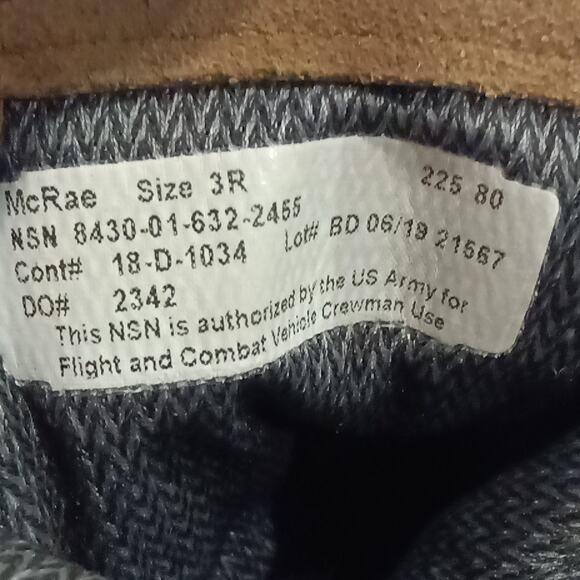 McRae Size 3R 225 80
NSN 8430-01-632-2455
Cont# 18-D-1034 Lot# BD 06/19 21567
DO# 2342
This NSN is authorized by the US Army for
Flight and Combat Vehicle Crewman Use